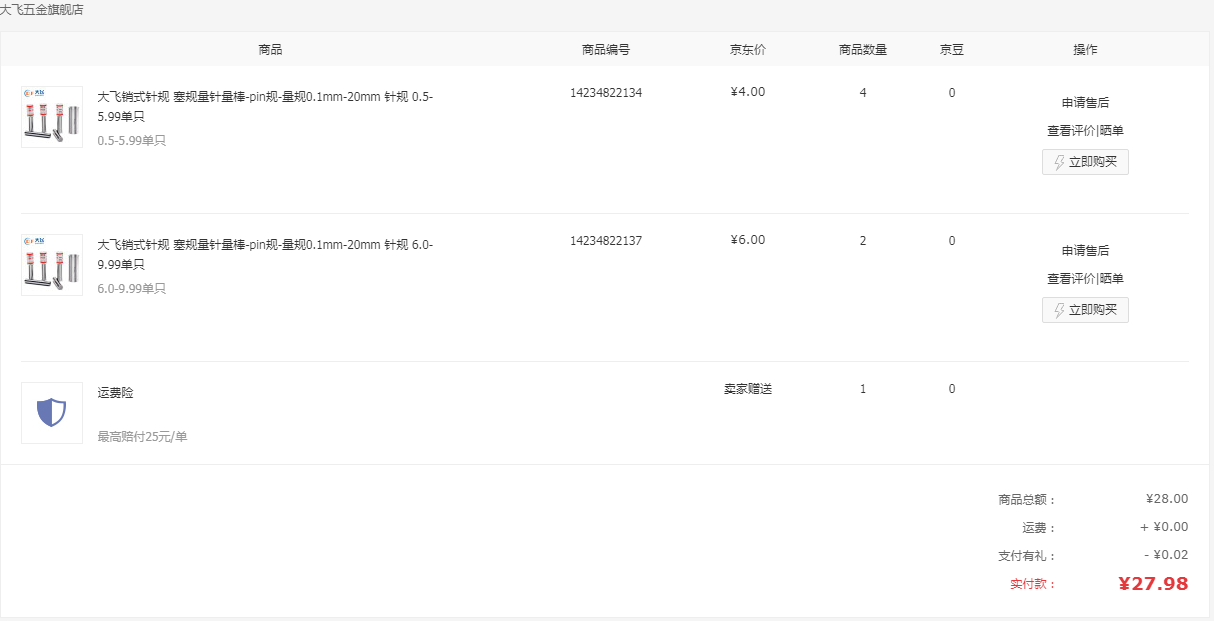 大飞五金旗舰店
商品 商品编号 京东价 商品数量 京豆 操作
大飞销式针规 塞规量针量棒-pin规-量规0.1mm-20mm 针规 0.5-
5.99单只
0.5-5.99单只
14234822134 ¥4.00 4 0
申请售后
查看评价|晒单
立即购买
大飞销式针规 塞规量针量棒-pin规-量规0.1mm-20mm 针规 6.0-
9.99单只
6.0-9.99单只
14234822137 ¥6.00 2 0
申请售后
查看评价|晒单
立即购买
运费险 卖家赠送 1 0
最高赔付25元/单
商品总额： ¥28.00
运费： + ¥0.00
支付有礼： - ¥0.02
实付款： ¥27.98